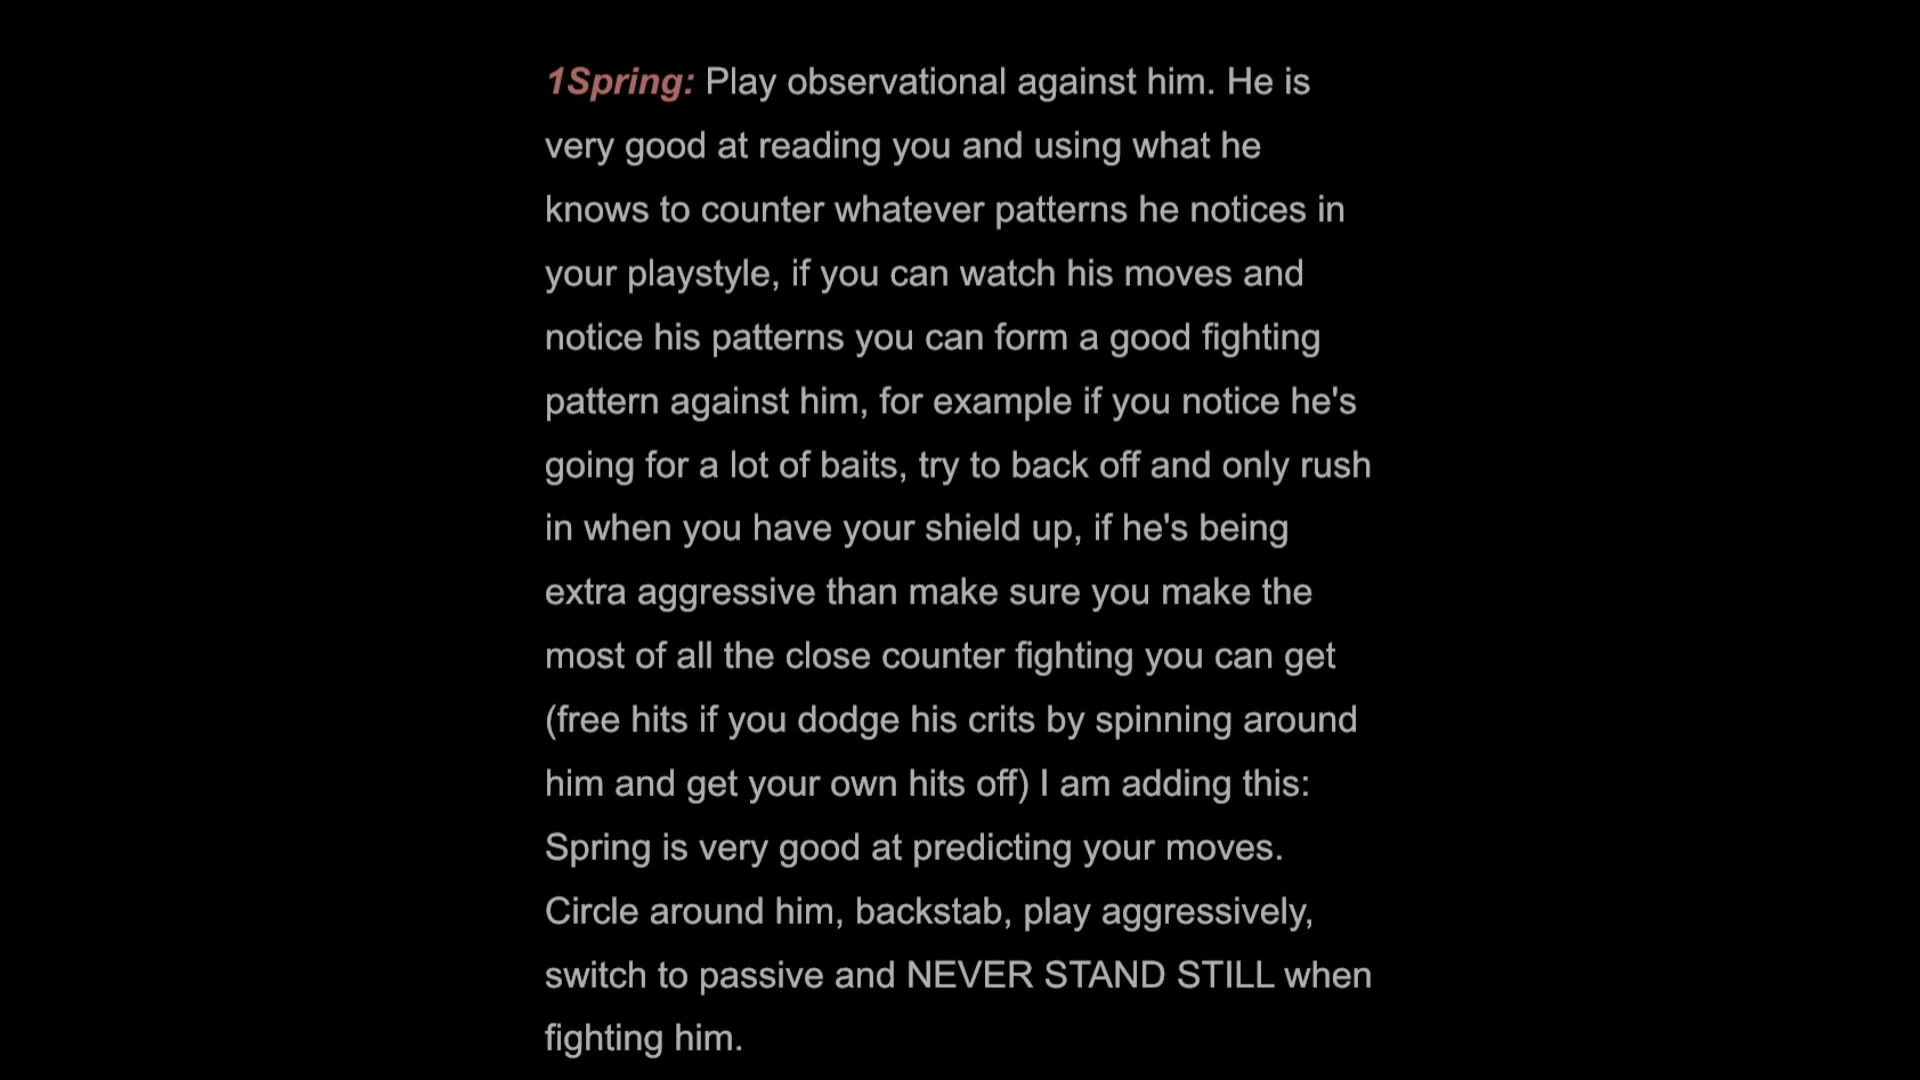 1Spring: Play observational against him. He is
very good at reading you and using what he
knows to counter whatever patterns he notices in
your playstyle, if you can watch his moves and
notice his patterns you can form a good fighting
pattern against him, for example if you notice he's
going for a lot of baits, try to back off and only rush
in when you have your shield up, if he's being
extra aggressive than make sure you make the
most of all the close counter fighting you can get
(free hits if you dodge his crits by spinning around
him and get your own hits off) I am adding this:
Spring is very good at predicting your moves.
Circle around him, backstab, play aggressively,
switch to passive and NEVER STAND STILL when
fighting him.